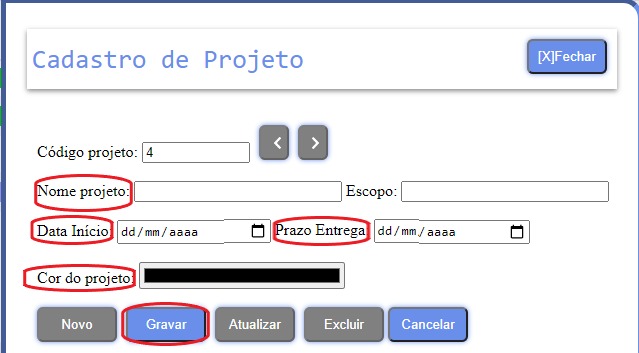 Cadastro de Projeto [X]Fechar
Código projeto: 4
Nome projeto: Escopo:
Data Início: dd/mm/aaaa Prazo Entrega dd/mm/aaaa
Cor do projeto:
Novo Gravar Atualizar Excluir Cancelar